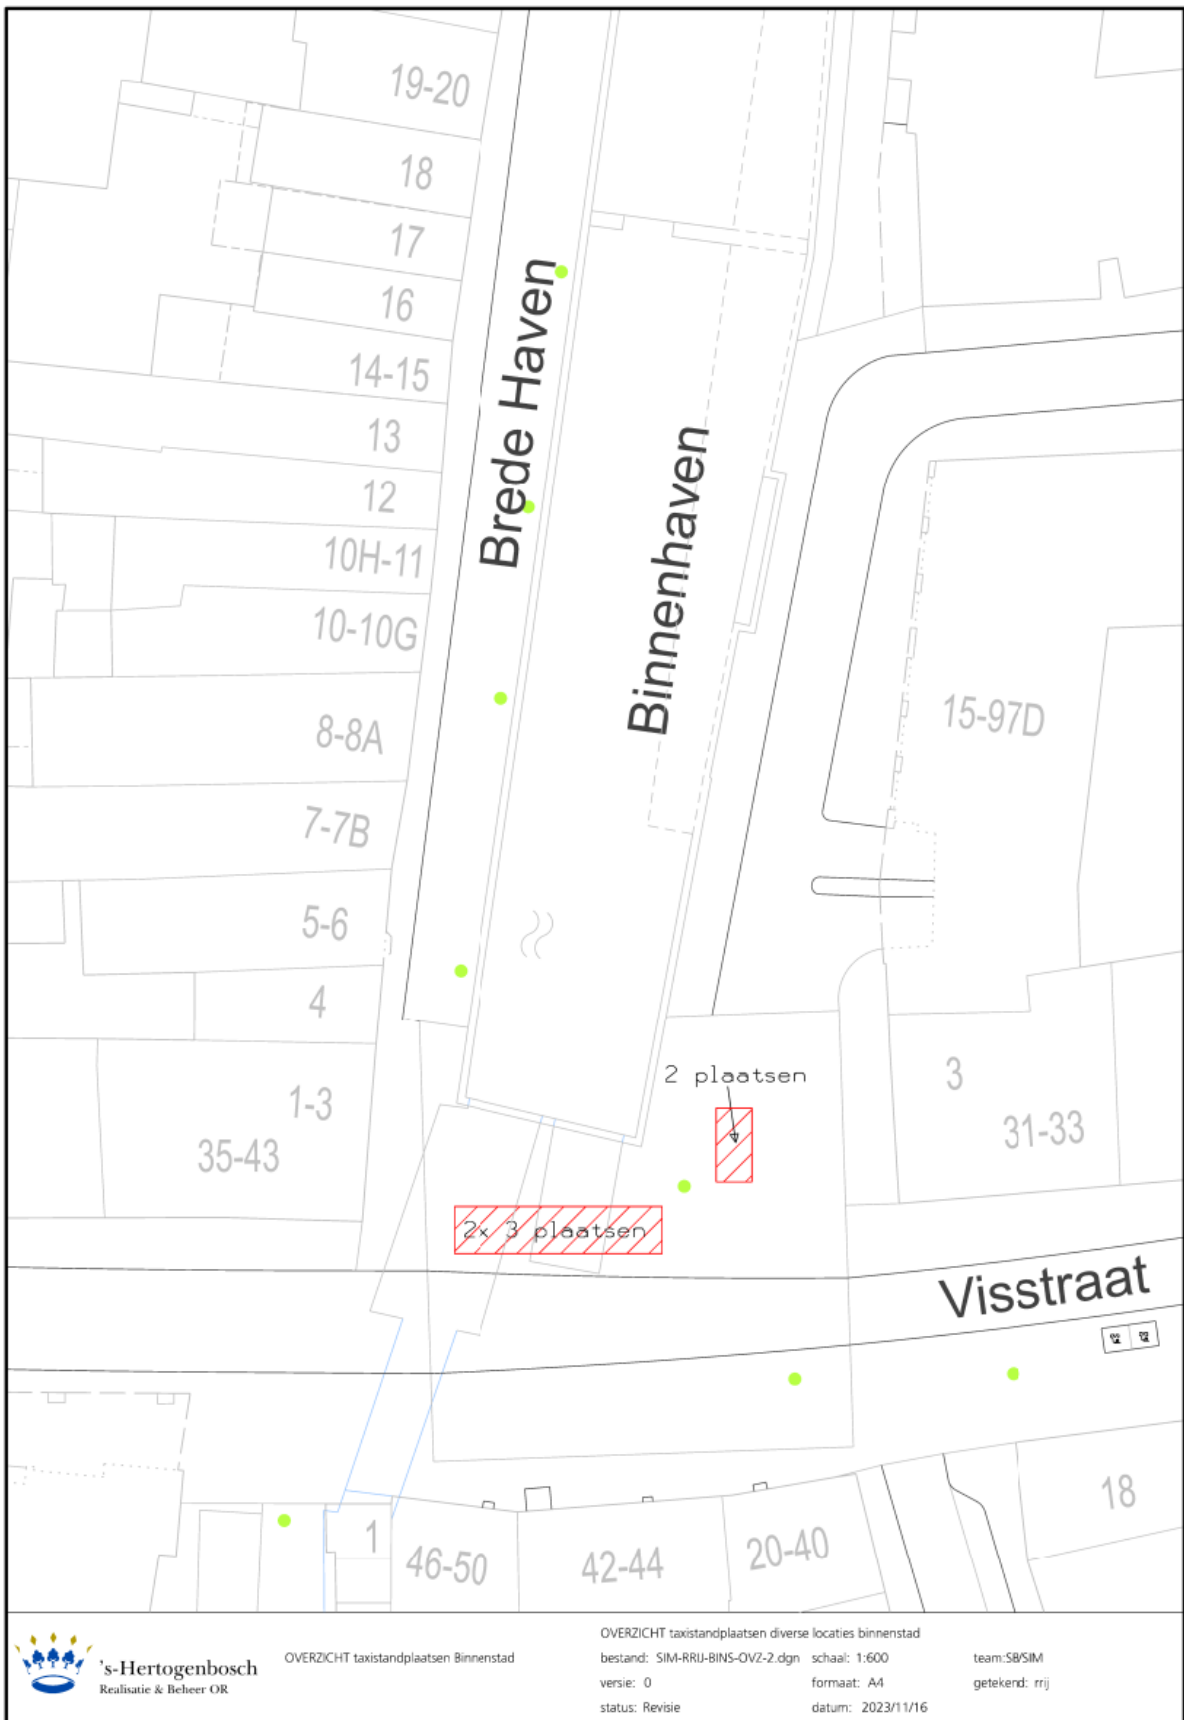 19-20
18
17
16
14-15
13
12
10H-11
10-10G
8-8A
7-7B
5-6
4
1-3
35-43
Brede Haven
Binnenhaven
15-97D
2 plaatsen
3
31-33
2x 3 plaatsen
Visstraat
1
46-50
42-44
20-40
18
's-Hertogenbosch
Realisatie & Beheer OR
OVERZICHT taxistandplaatsen Binnenstad
OVERZICHT taxistandplaatsen diverse locaties binnenstad
bestand: SIM-RRIJ-BINS-OVZ-2.dgn schaal: 1:600 team:SB/SIM
versie: 0 formaat: A4 getekend: rrij
status: Revisie datum: 2023/11/16